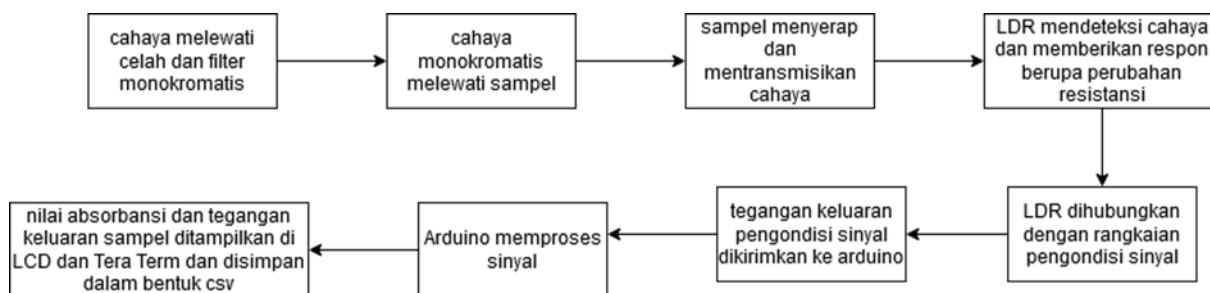 cahaya melewati
celah dan filter
monokromatis
cahaya
monokromatis
melewati sampel
sampel menyerap
dan
mentransmisikan
cahaya
LDR mendeteksi cahaya
dan memberikan respon
berupa perubahan
resistansi
LDR dihubungkan
dengan rangkaian
pengondisi sinyal
tegangan keluaran
pengondisi sinyal
dikirimkan ke arduino
Arduino memproses
sinyal
nilai absorbansi dan tegangan
keluaran sampel ditampilkan di
LCD dan Tera Term dan disimpan
dalam bentuk csv